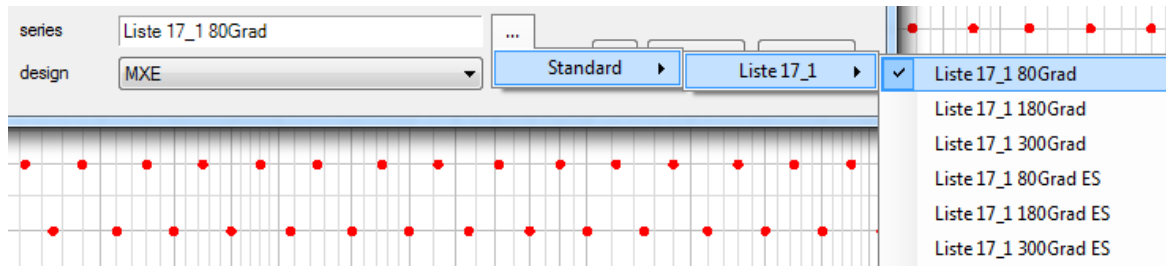 series Liste 17_1 80Grad ...
design MXE Standard Liste 17_1 Liste 17_1 80Grad
Liste 17_1 180Grad
Liste 17_1 300Grad
Liste 17_1 80Grad ES
Liste 17_1 180Grad ES
Liste 17_1 300Grad ES